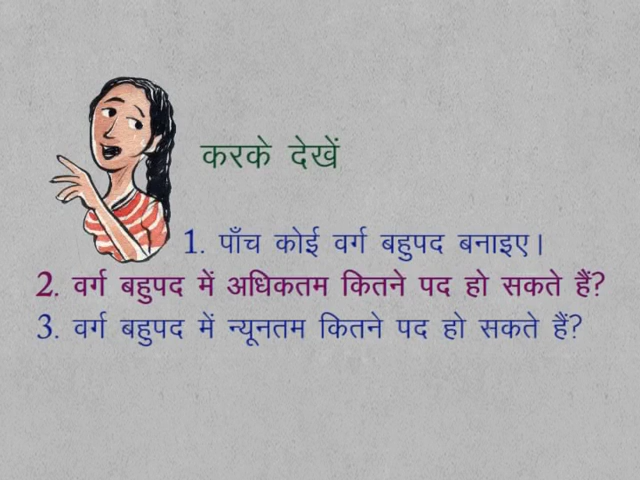 करके देखें
1. पाँच कोई वर्ग बहुपद बनाइए।
2. वर्ग बहुपद में अधिकतम कितने पद हो सकते हैं?
3. वर्ग बहुपद में न्यूनतम कितने पद हो सकते हैं?